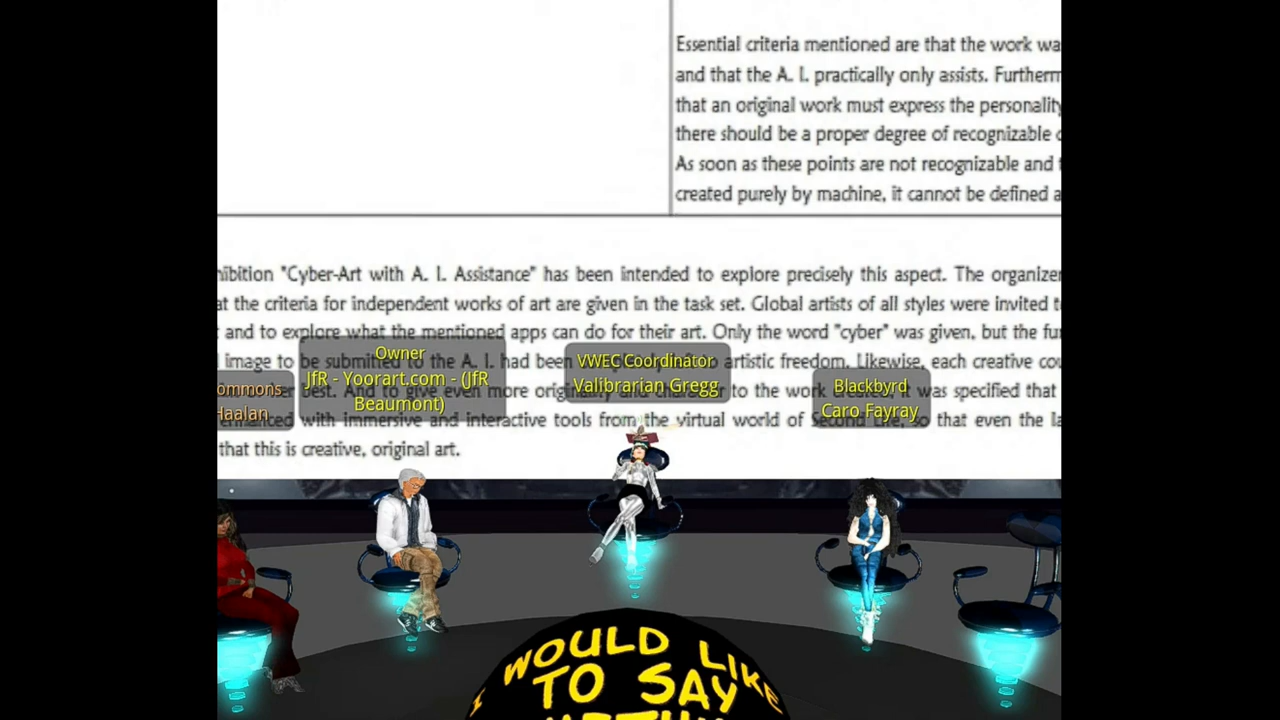 Essential criteria mentioned are that the work wa
and that the A. I. practically only assists. Furtherm
that an original work must express the personality
there should be a proper degree of recognizable
As soon as these points are not recognizable and
created purely by machine, it cannot be defined a
hibition "Cyber-Art with A. I. Assistance" has been intended to explore precisely this aspect. The organizer
at the criteria for independent works of art are given in the task set. Global artists of all styles were invited t
and to explore what the mentioned apps can do for their art. Only the word "cyber" was given, but the fu
image to be submitted to the A. I. had been artistic freedom. Likewise, each creative co
best. And to give even more to the work it was specified that
enhanced with immersive and interactive tools from the virtual world of Second Life, so that even the la
that this is creative, original art.
Owner
JfR - Yoorart.com - (JfR
Beaumont)
VWEC Coordinator
Valibrarian Gregg
Blackbyrd
Caro Fayray
ommons
Haalan
I WOULD LIKE
TO SAY